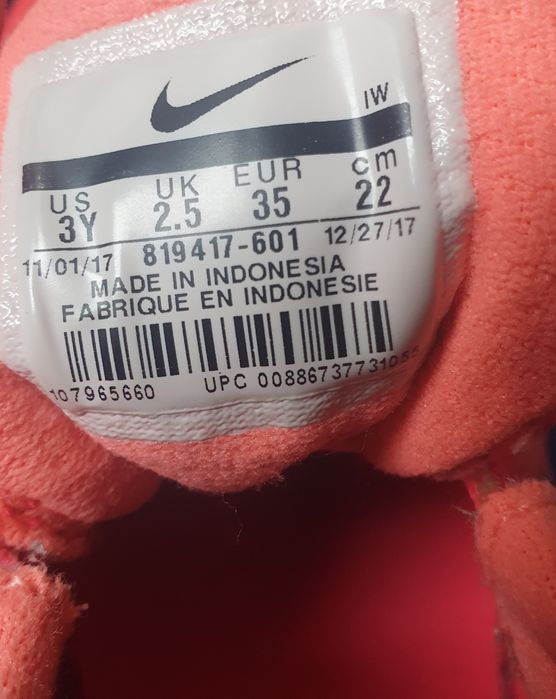 IW
US UK EUR cm
3Y 2.5 35 22
11/01/17 819417-601 12/27/17
MADE IN INDONESIA
FABRIQUE EN INDONESIE
107965660 UPC